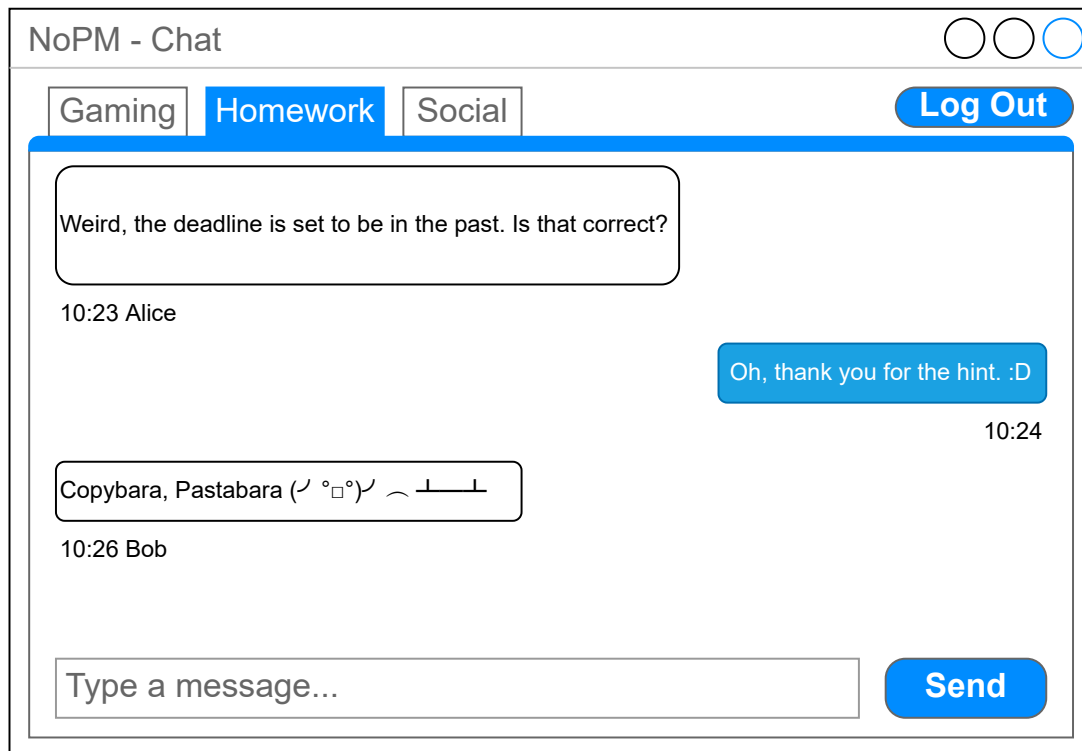 NoPM - Chat
Gaming Homework Social Log Out
Weird, the deadline is set to be in the past. Is that correct?
10:23 Alice
Oh, thank you for the hint. :D
10:24
Copybara, Pastabara (╯°□°)╯︵ ┻━┻
10:26 Bob
Type a message... Send